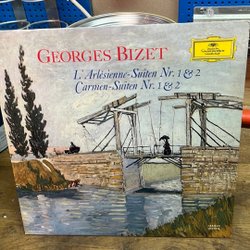 GEORGES BIZET
L'Arlésienne-Suiten Nr. 1 & 2
Carmen-Suiten Nr. 1 & 2